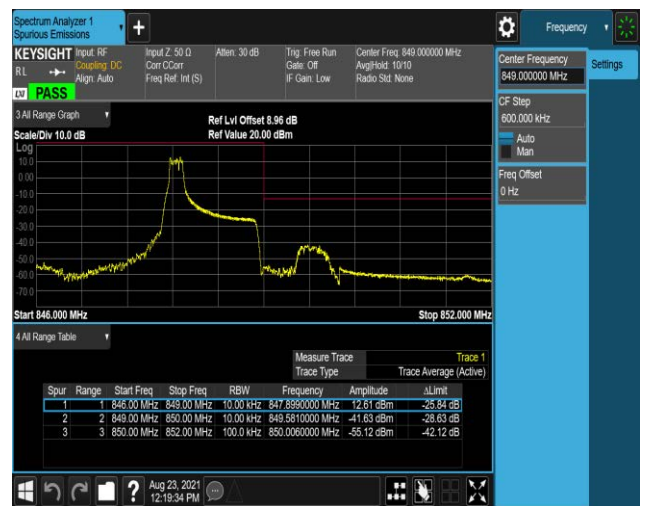 Spectrum Analyzer 1
Spurious Emissions
Frequency
KEYSIGHT Input: RF Input Z: 50 Ω Atten: 30 dB Trig: Free Run Center Freq: 849.000000 MHz
RL Coupling: DC Corr CCorr Gate: Off Avg|Hold: 10/10
Align: Auto Freq Ref: Int (S) IF Gain: Low Radio Std: None
LXI PASS
Center Frequency
849.000000 MHz
Settings
CF Step
600.000 kHz
Auto
Man
Freq Offset
0 Hz
3 All Range Graph Ref Lvl Offset 8.96 dB
Scale/Div 10.0 dB Ref Value 20.00 dBm
Log
10.0
0.00
-10.0
-20.0
-30.0
-40.0
-50.0
-60.0
-70.0
Start 846.000 MHz Stop 852.000 MHz
4 All Range Table
Measure Trace Trace 1
Trace Type Trace Average (Active)
Spur Range Start Freq Stop Freq RBW Frequency Amplitude ΔLimit
1 1 846.00 MHz 849.00 MHz 10.00 kHz 847.8990000 MHz 12.61 dBm -25.84 dB
2 2 849.00 MHz 850.00 MHz 10.00 kHz 849.5810000 MHz -41.63 dBm -28.63 dB
3 3 850.00 MHz 852.00 MHz 100.0 kHz 850.0060000 MHz -55.12 dBm -42.12 dB
Aug 23, 2021
12:19:34 PM